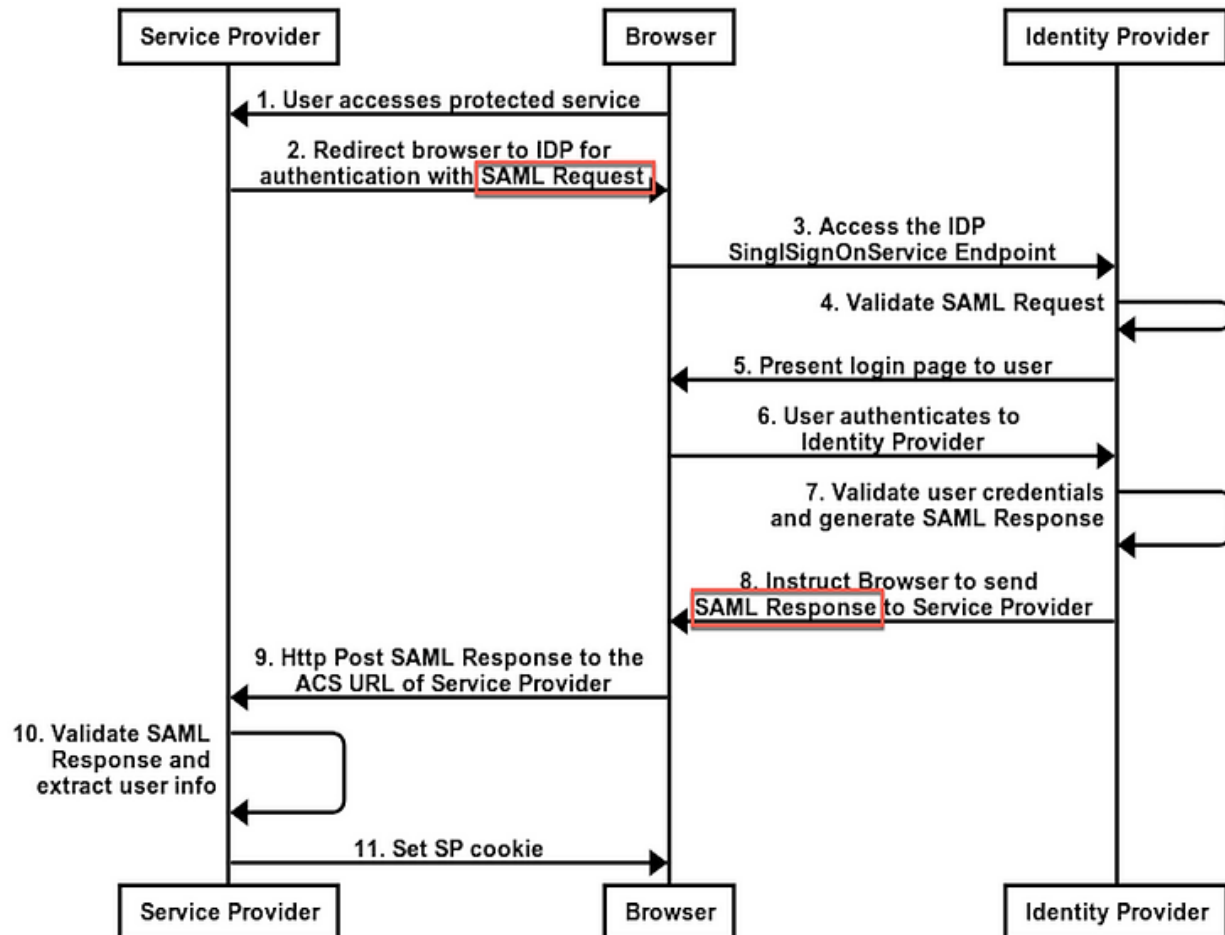 Service Provider
Browser
Identity Provider
1. User accesses protected service
2. Redirect browser to IDP for
authentication with SAML Request
3. Access the IDP
SinglSignOnService Endpoint
4. Validate SAML Request
5. Present login page to user
6. User authenticates to
Identity Provider
7. Validate user credentials
and generate SAML Response
8. Instruct Browser to send
SAML Response to Service Provider
9. Http Post SAML Response to the
ACS URL of Service Provider
10. Validate SAML
Response and
extract user info
11. Set SP cookie
Service Provider
Browser
Identity Provider